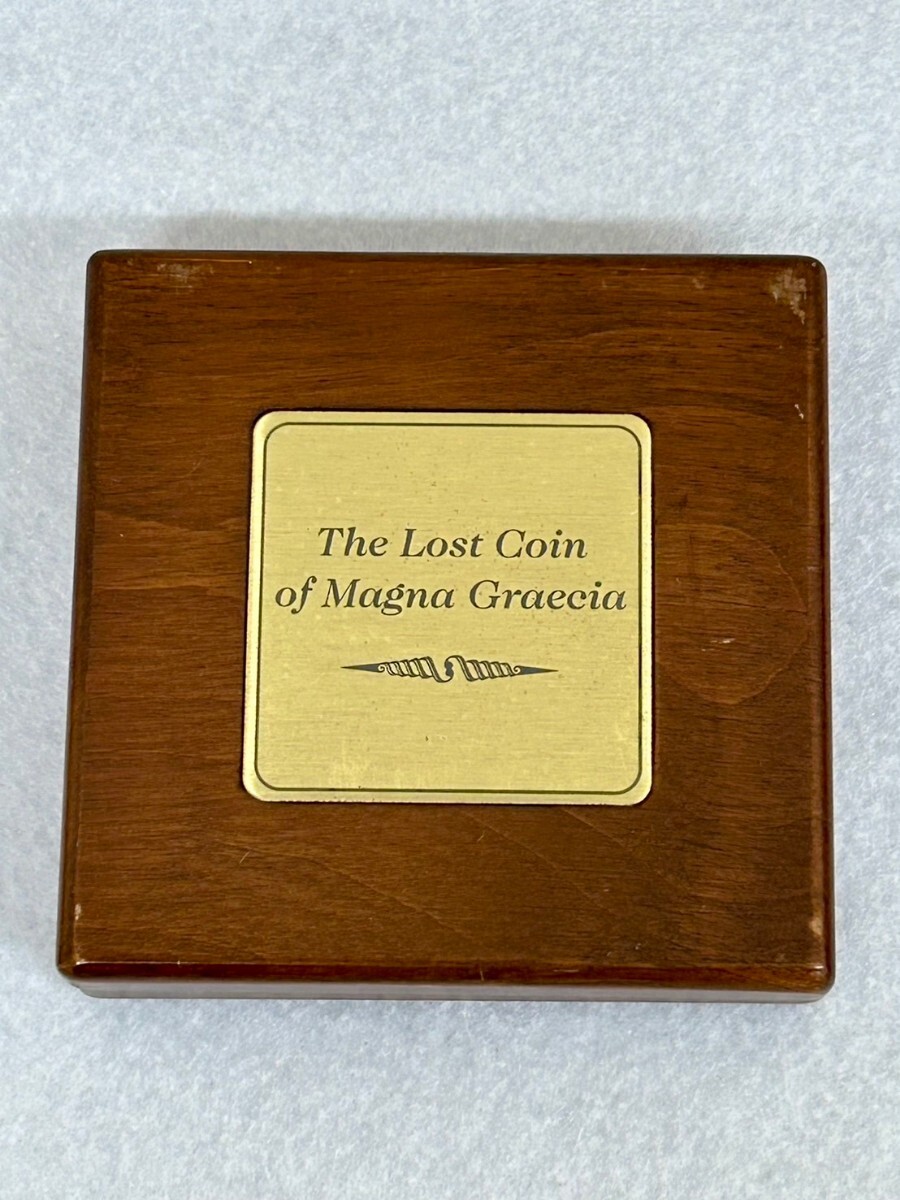 The Lost Coin
of Magna Graecia